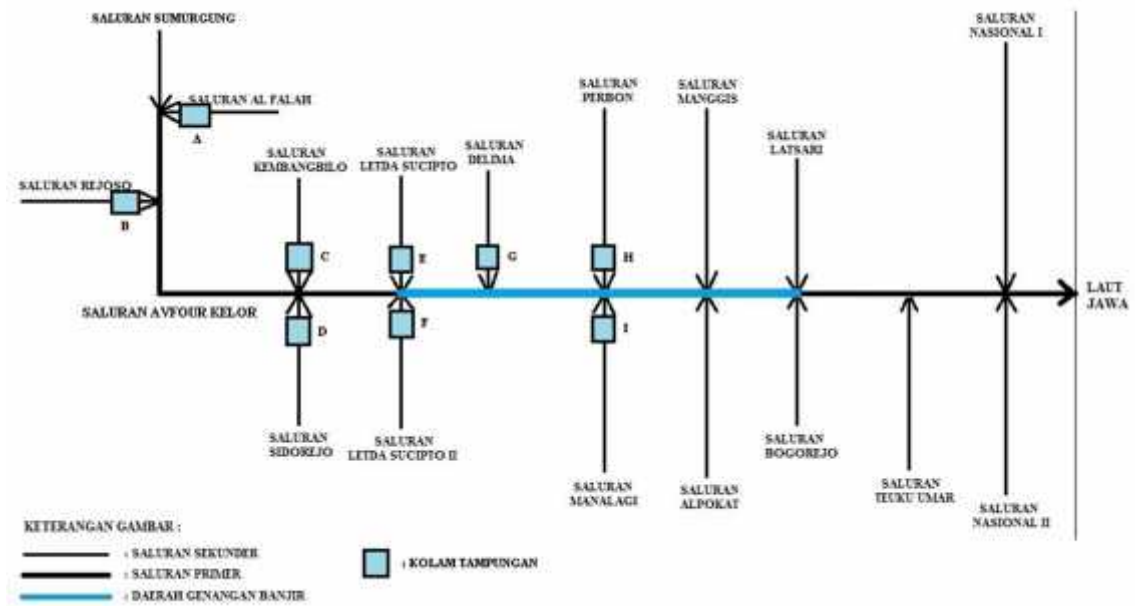 SALURAN SUMURGUNG
SALURAN
NASIONAL I
SALURAN AL FALAH
A
SALURAN
PERBON
SALURAN
MANGGIS
SALURAN
KEMBANGBILO
SALURAN
LETDA SUCIPTO
SALURAN
DELIMA
SALURAN
LATSARI
SALURAN REJOSO
B
C
E
G
H
SALURAN AVFOUR KELOR
LAUT
JAWA
D
F
I
SALURAN
SIDOREJO
SALURAN
LETDA SUCIPTO II
SALURAN
BOGOREJO
SALURAN
MANALAGI
SALURAN
ALPOKAT
SALURAN
TEUKU UMAR
SALURAN
NASIONAL II
KETERANGAN GAMBAR :
: SALURAN SEKUNDER
: SALURAN PRIMER
: DAERAH GENANGAN BANJIR
: KOLAM TAMPUNGAN